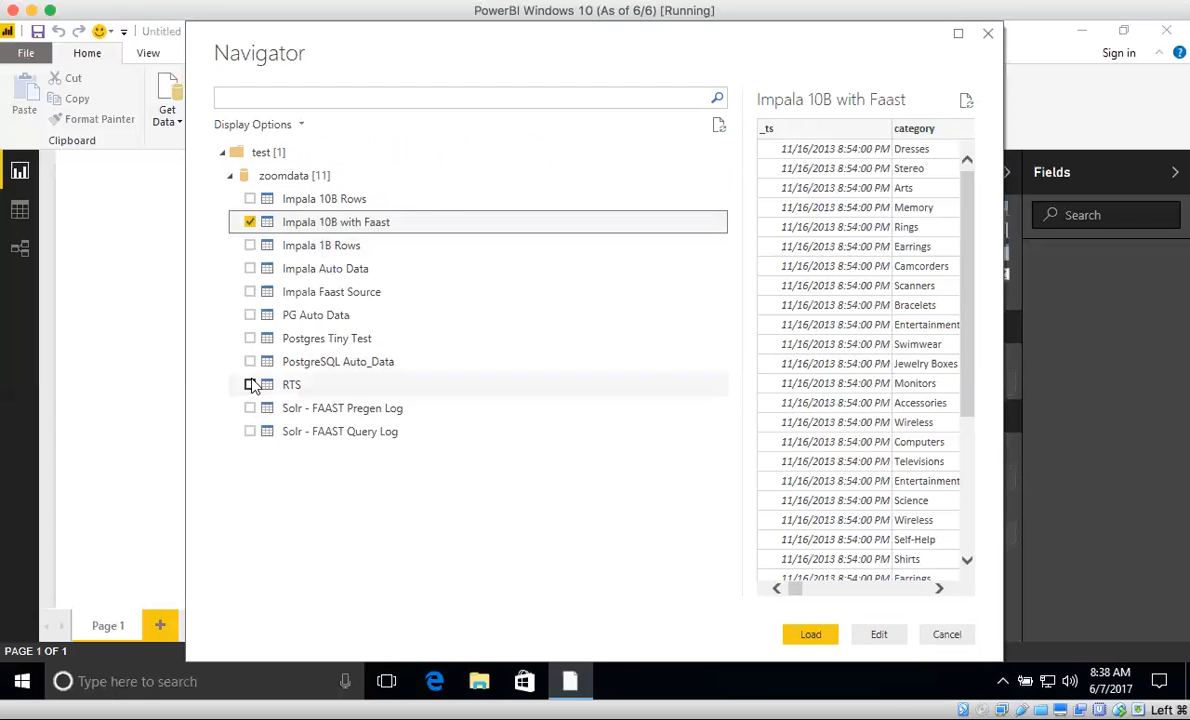 PowerBI Windows 10 (As of 6/6) [Running]
Untitled
File
Home
View
Sign in
Paste
Cut
Copy
Format Painter
Clipboard
Get
Data
Navigator
Display Options
test [1]
zoomdata [11]
Impala 10B Rows
Impala 10B with Faast
Impala 1B Rows
Impala Auto Data
Impala Faast Source
PG Auto Data
Postgres Tiny Test
PostgreSQL Auto_Data
RTS
Solr - FAAST Pregen Log
Solr - FAAST Query Log
Impala 10B with Faast
_ts category
11/16/2013 8:54:00 PM Dresses
11/16/2013 8:54:00 PM Stereo
11/16/2013 8:54:00 PM Arts
11/16/2013 8:54:00 PM Memory
11/16/2013 8:54:00 PM Rings
11/16/2013 8:54:00 PM Earrings
11/16/2013 8:54:00 PM Camcorders
11/16/2013 8:54:00 PM Scanners
11/16/2013 8:54:00 PM Bracelets
11/16/2013 8:54:00 PM Entertainment
11/16/2013 8:54:00 PM Swimwear
11/16/2013 8:54:00 PM Jewelry Boxes
11/16/2013 8:54:00 PM Monitors
11/16/2013 8:54:00 PM Accessories
11/16/2013 8:54:00 PM Wireless
11/16/2013 8:54:00 PM Computers
11/16/2013 8:54:00 PM Televisions
11/16/2013 8:54:00 PM Entertainment
11/16/2013 8:54:00 PM Science
11/16/2013 8:54:00 PM Wireless
11/16/2013 8:54:00 PM Self-Help
11/16/2013 8:54:00 PM Shirts
11/16/2013 8:54:00 PM Earrings
Load
Edit
Cancel
Fields
Search
Page 1
PAGE 1 OF 1
Type here to search
8:38 AM
6/7/2017
Left ⌘